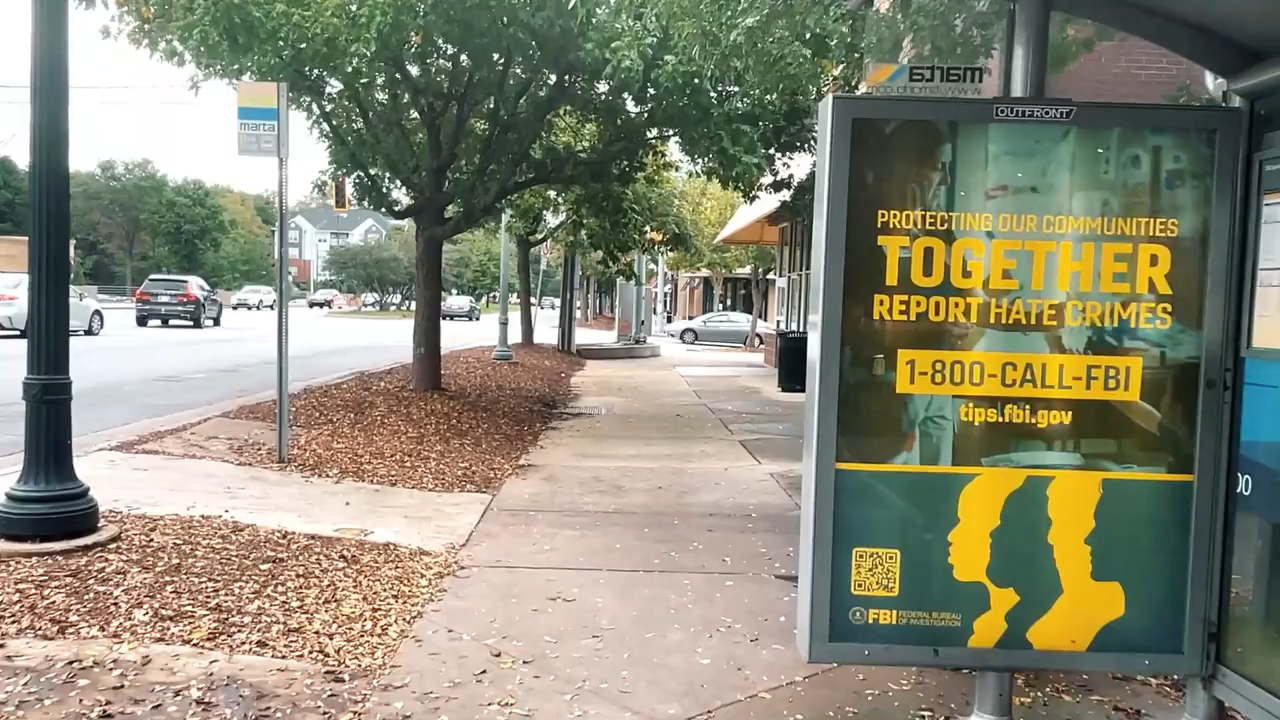 marta
marta
OUTFRONT
PROTECTING OUR COMMUNITIES
TOGETHER
REPORT HATE CRIMES
1-800-CALL-FBI
tips.fbi.gov
FBI FEDERAL BUREAU
OF INVESTIGATION
00